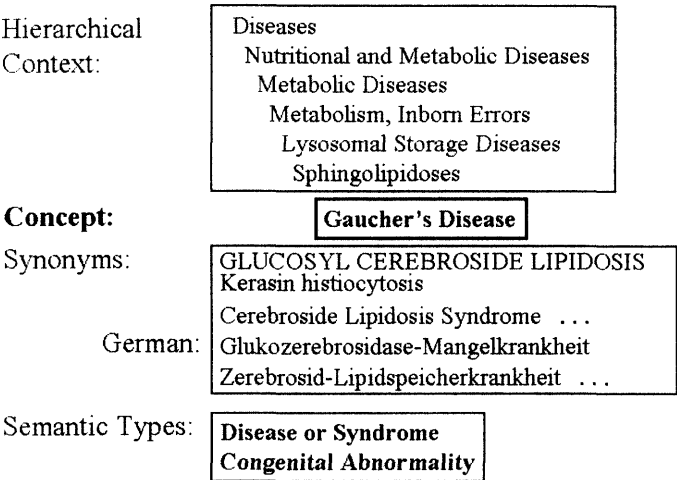 Hierarchical
Context:
Diseases
Nutritional and Metabolic Diseases
Metabolic Diseases
Metabolism, Inborn Errors
Lysosomal Storage Diseases
Sphingolipidoses
Concept: Gaucher's Disease
Synonyms: GLUCOSYL CEREBROSIDE LIPIDOSIS
Kerasin histiocytosis
Cerebroside Lipidosis Syndrome ...
German: Glukozerebrosidase-Mangelkrankheit
Zerebrosid-Lipidspeicherkrankheit ...
Semantic Types: Disease or Syndrome
Congenital Abnormality